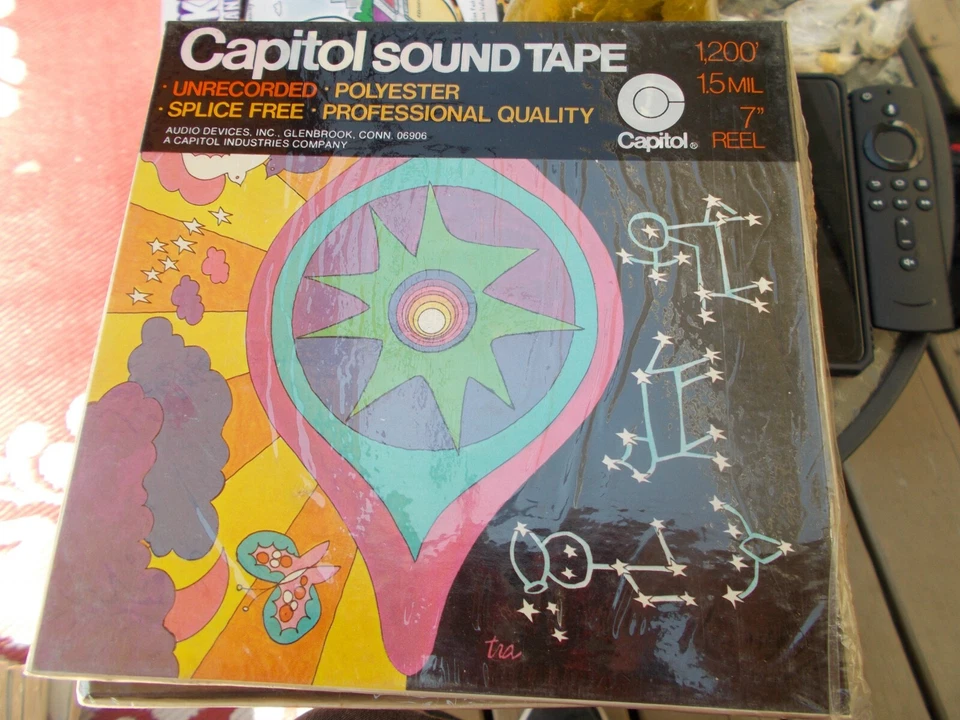 Capitol SOUND TAPE
· UNRECORDED · POLYESTER
· SPLICE FREE · PROFESSIONAL QUALITY
AUDIO DEVICES, INC., GLENBROOK, CONN. 06906
A CAPITOL INDUSTRIES COMPANY
Capitol®
1,200'
1.5 MIL
7"
REEL
tra